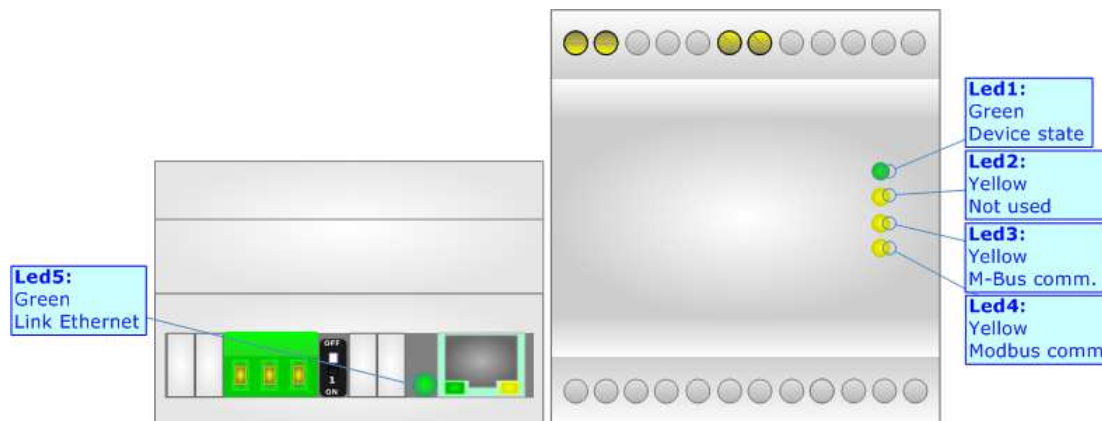 Led1:
Green
Device state
Led2:
Yellow
Not used
Led3:
Yellow
M-Bus comm.
Led4:
Yellow
Modbus comm
Led5:
Green
Link Ethernet
OFF
1
ON